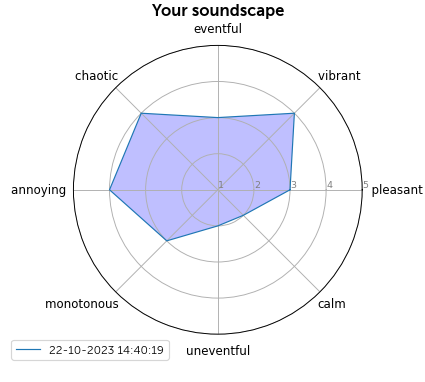 Your soundscape
eventful
chaotic
vibrant
annoying
1
2
3
4
5
pleasant
monotonous
calm
22-10-2023 14:40:19
uneventful